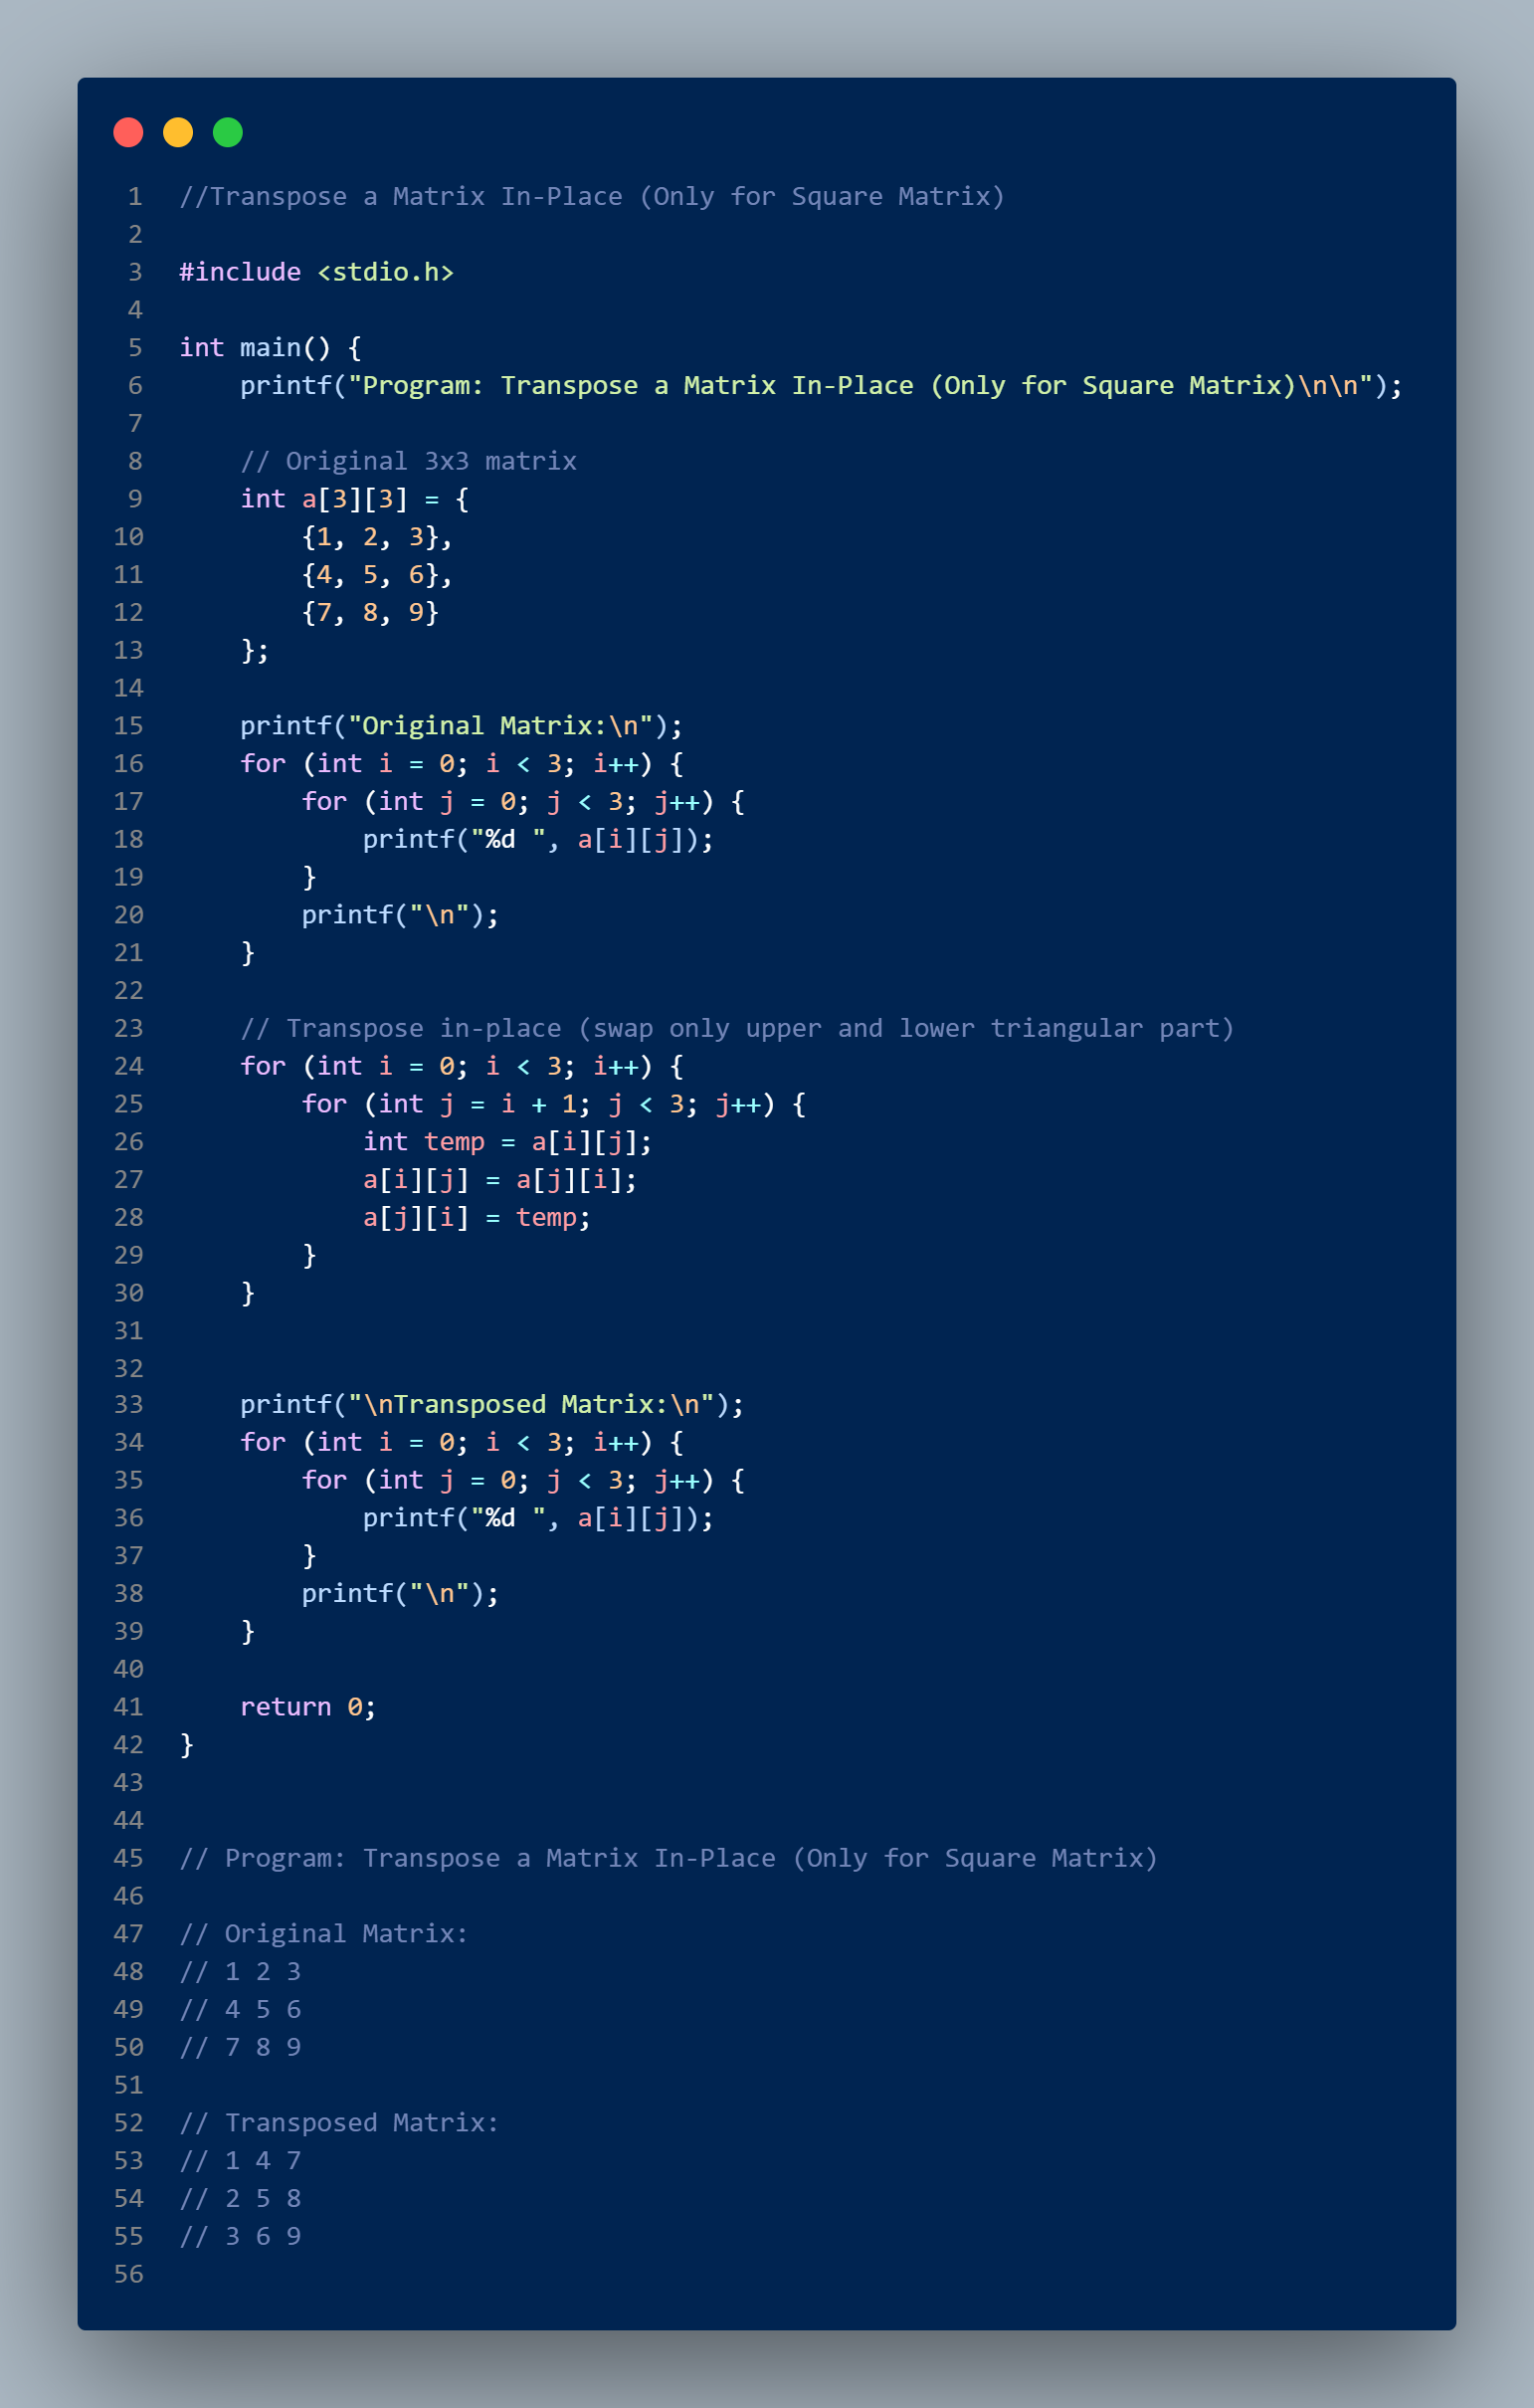 1 //Transpose a Matrix In-Place (Only for Square Matrix)
2
3 #include <stdio.h>
4
5 int main() {
6     printf("Program: Transpose a Matrix In-Place (Only for Square Matrix)\n\n");
7
8     // Original 3x3 matrix
9     int a[3][3] = {
10         {1, 2, 3},
11         {4, 5, 6},
12         {7, 8, 9}
13     };
14
15     printf("Original Matrix:\n");
16     for (int i = 0; i < 3; i++) {
17         for (int j = 0; j < 3; j++) {
18             printf("%d ", a[i][j]);
19         }
20         printf("\n");
21     }
22
23     // Transpose in-place (swap only upper and lower triangular part)
24     for (int i = 0; i < 3; i++) {
25         for (int j = i + 1; j < 3; j++) {
26             int temp = a[i][j];
27             a[i][j] = a[j][i];
28             a[j][i] = temp;
29         }
30     }
31
32
33     printf("\nTransposed Matrix:\n");
34     for (int i = 0; i < 3; i++) {
35         for (int j = 0; j < 3; j++) {
36             printf("%d ", a[i][j]);
37         }
38         printf("\n");
39     }
40
41     return 0;
42 }
43
44
45 // Program: Transpose a Matrix In-Place (Only for Square Matrix)
46
47 // Original Matrix:
48 // 1 2 3
49 // 4 5 6
50 // 7 8 9
51
52 // Transposed Matrix:
53 // 1 4 7
54 // 2 5 8
55 // 3 6 9
56